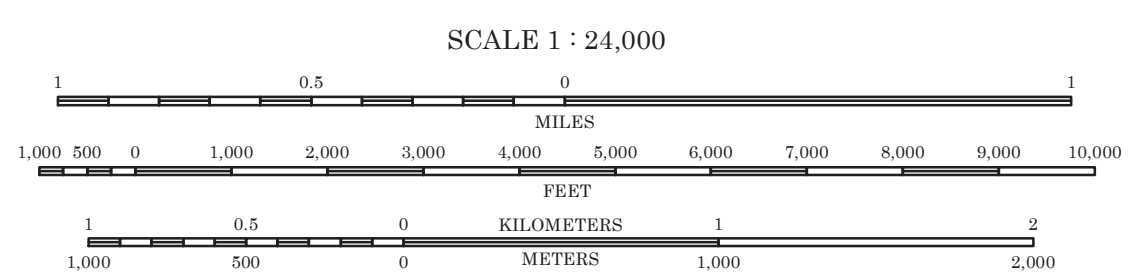 SCALE 1 : 24,000
1 0.5 0 1
MILES
1,000 500 0 1,000 2,000 3,000 4,000 5,000 6,000 7,000 8,000 9,000 10,000
FEET
1 0.5 0 KILOMETERS 1 2
1,000 500 0 METERS 1,000 2,000